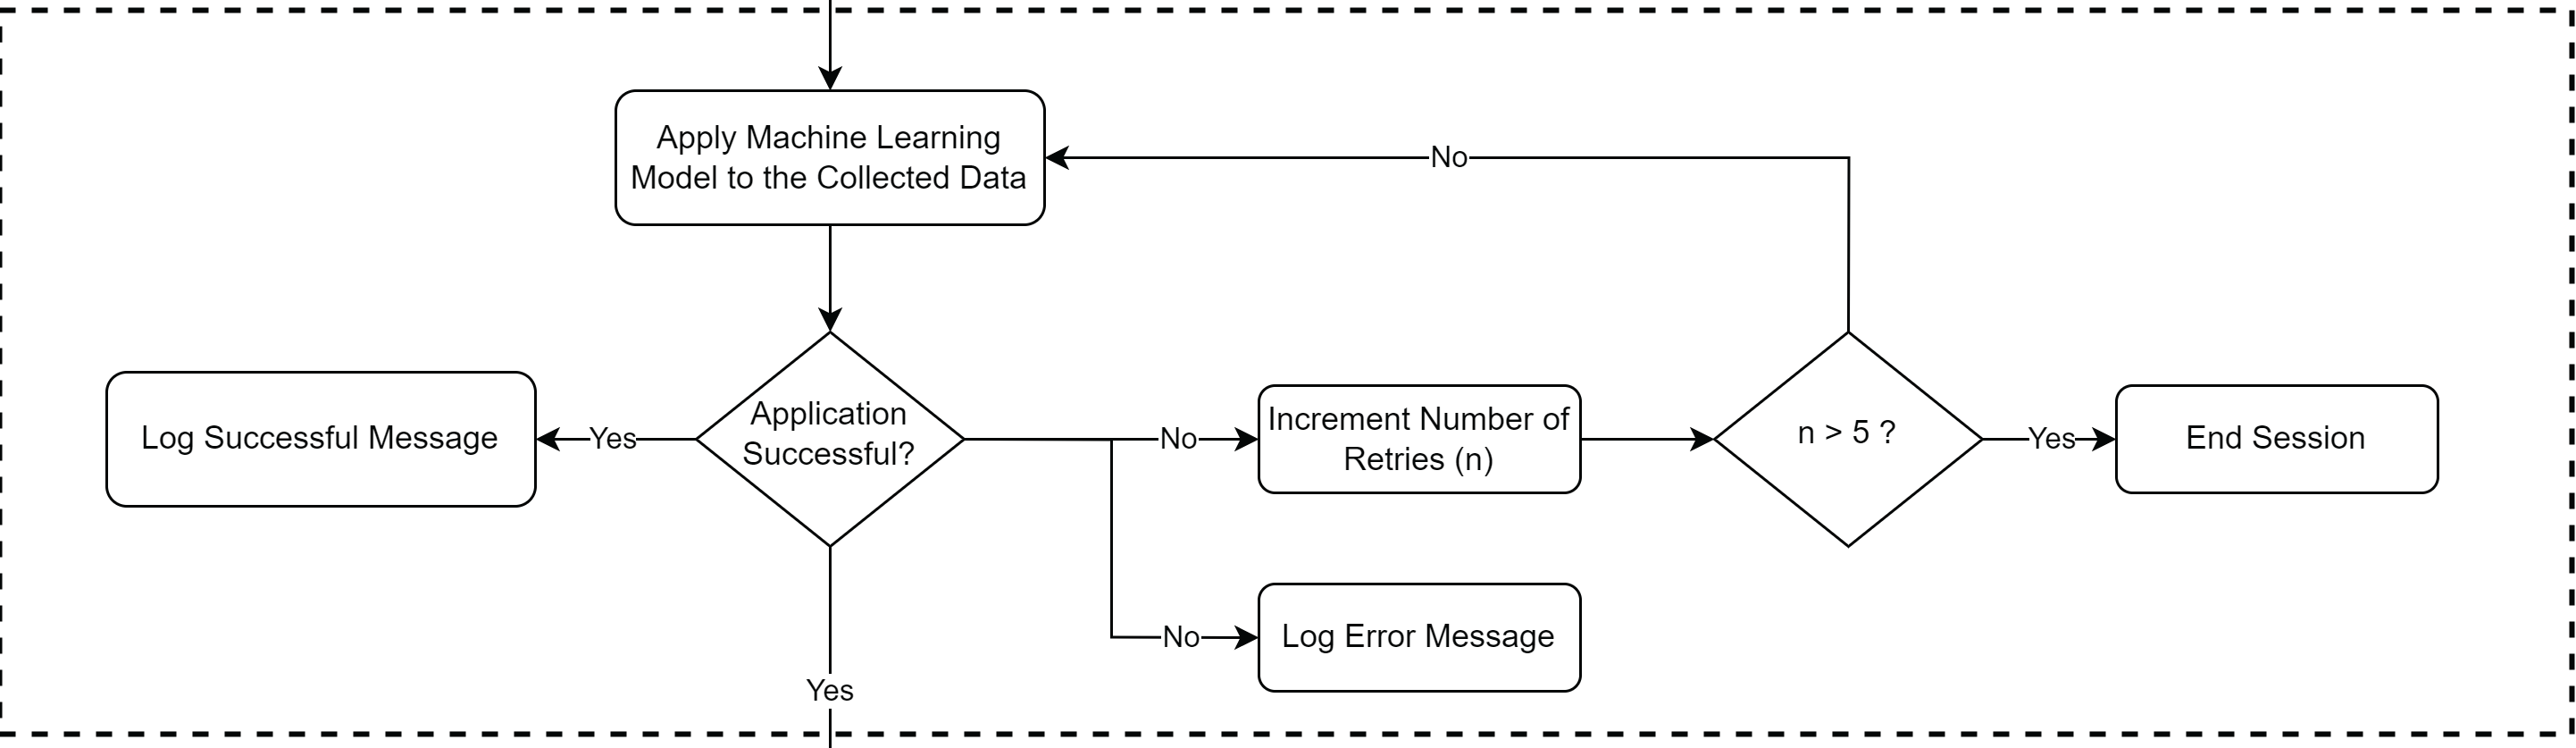 Apply Machine Learning
Model to the Collected Data
No
Log Successful Message
Yes
Application
Successful?
No
Increment Number of
Retries (n)
n > 5 ?
Yes
End Session
No
Log Error Message
Yes